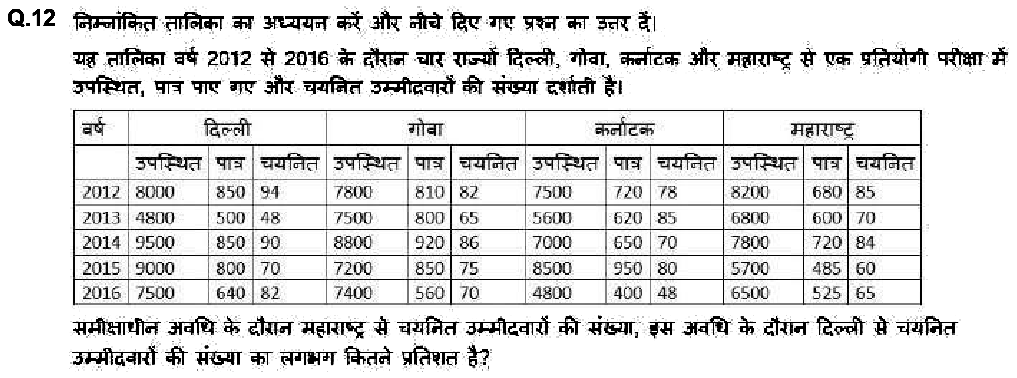 Q.12 निम्नांकित तालिका का अध्ययन करें और नीचे दिए गए प्रश्न का उत्तर दें।
यह तालिका वर्ष 2012 से 2016 के दौरान चार राज्यों दिल्ली, गोवा, कर्नाटक और महाराष्ट्र से एक प्रतियोगी परीक्षा में
उपस्थित, पात्र पाए गए और चयनित उम्मीदवारों की संख्या दर्शाती है।
वर्ष दिल्ली गोवा कर्नाटक महाराष्ट्र
उपस्थित पात्र चयनित उपस्थित पात्र चयनित उपस्थित पात्र चयनित उपस्थित पात्र चयनित
2012 8000 850 94 7800 810 82 7500 720 78 8200 680 85
2013 4800 500 48 7500 800 65 5600 620 85 6800 600 70
2014 9500 850 90 8800 920 86 7000 650 70 7800 720 84
2015 9000 800 70 7200 850 75 8500 950 80 5700 485 60
2016 7500 640 82 7400 560 70 4800 400 48 6500 525 65
समीक्षाधीन अवधि के दौरान महाराष्ट्र से चयनित उम्मीदवारों की संख्या, इस अवधि के दौरान दिल्ली से चयनित
उम्मीदवारों की संख्या का लगभग कितने प्रतिशत है?